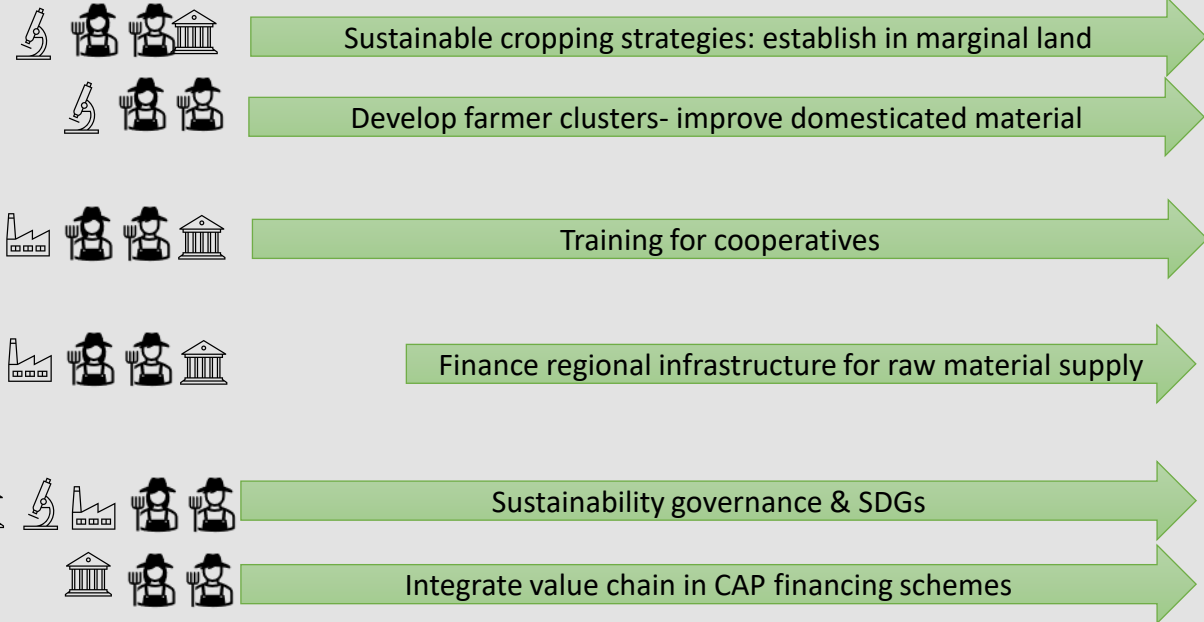 Sustainable cropping strategies: establish in marginal land
Develop farmer clusters- improve domesticated material
Training for cooperatives
Finance regional infrastructure for raw material supply
Sustainability governance & SDGs
Integrate value chain in CAP financing schemes